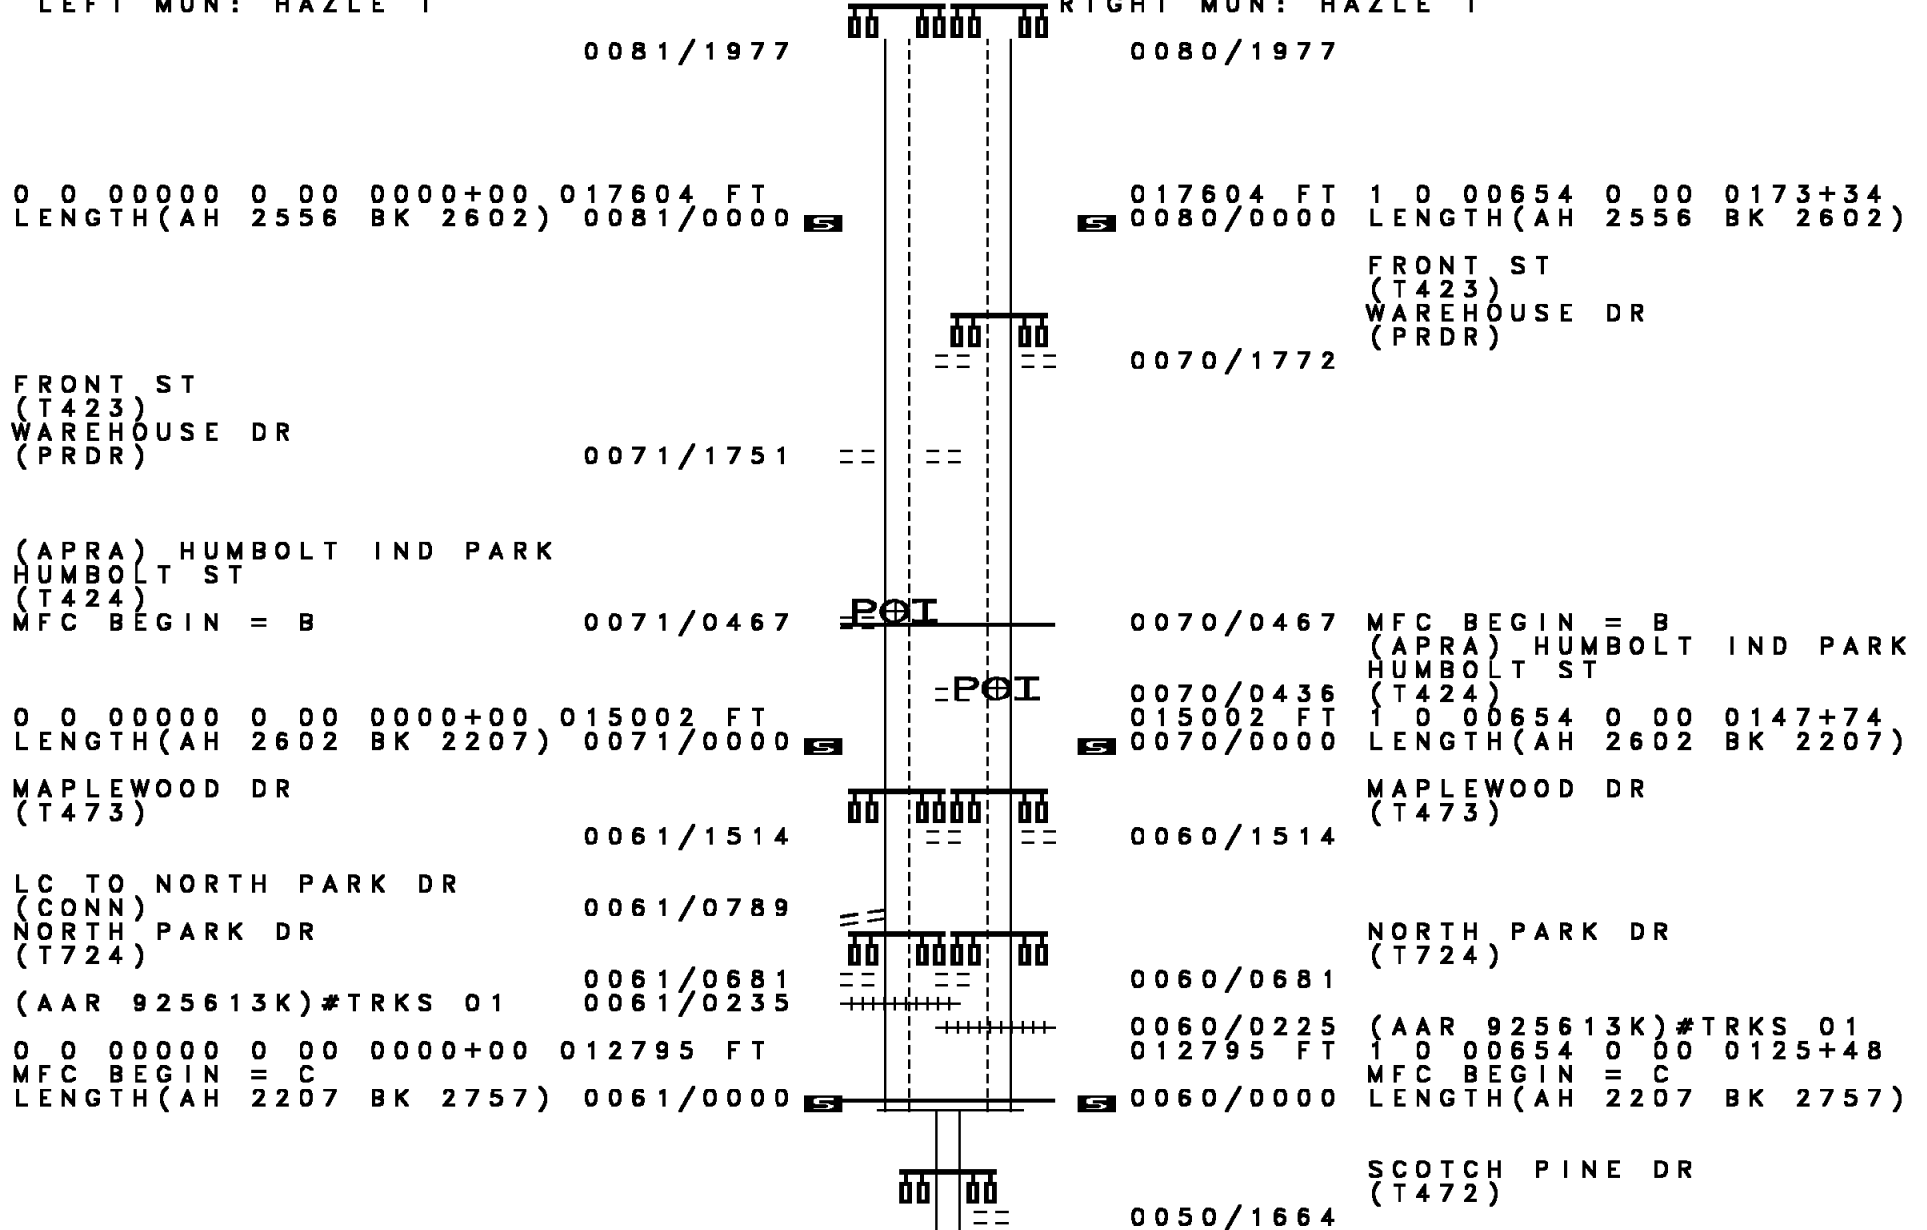 LEFT MUN: HAZLE T RIGHT MUN: HAZLE T
0081/1977 0080/1977
0 0 00000 0 00 0000+00 017604 FT 017604 FT 1 0 00654 0 00 0173+34
LENGTH(AH 2556 BK 2602) 0081/0000 S S 0080/0000 LENGTH(AH 2556 BK 2602)
FRONT ST
(T423)
WAREHOUSE DR
(PRDR)
0070/1772
FRONT ST
(T423)
WAREHOUSE DR
(PRDR) 0071/1751
(APRA) HUMBOLT IND PARK
HUMBOLT ST
(T424)
POI
MFC BEGIN = B 0071/0467 0070/0467 MFC BEGIN = B
(APRA) HUMBOLT IND PARK
HUMBOLT ST
POI 0070/0436 (T424)
0 0 00000 0 00 0000+00 015002 FT 015002 FT 1 0 00654 0 00 0147+74
LENGTH(AH 2602 BK 2207) 0071/0000 S S 0070/0000 LENGTH(AH 2602 BK 2207)
MAPLEWOOD DR MAPLEWOOD DR
(T473) (T473)
0061/1514 0060/1514
LC TO NORTH PARK DR
(CONN) 0061/0789
NORTH PARK DR NORTH PARK DR
(T724) (T724)
0061/0681 0060/0681
(AAR 925613K)#TRKS 01 0061/0235
0060/0225 (AAR 925613K)#TRKS 01
0 0 00000 0 00 0000+00 012795 FT 012795 FT 1 0 00654 0 00 0125+48
MFC BEGIN = C MFC BEGIN = C
LENGTH(AH 2207 BK 2757) 0061/0000 S S 0060/0000 LENGTH(AH 2207 BK 2757)
SCOTCH PINE DR
(T472)
0050/1664